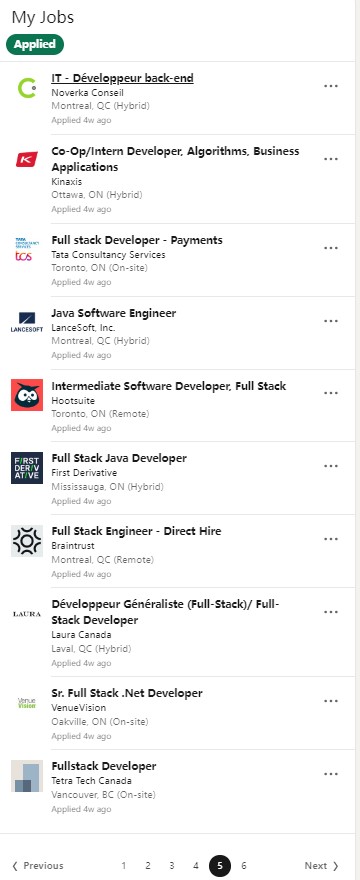 My Jobs
Applied
IT - Développeur back-end
Noverka Conseil
Montreal, QC (Hybrid)
Applied 4w ago
Co-Op/Intern Developer, Algorithms, Business
Applications
Kinaxis
Ottawa, ON (Hybrid)
Applied 4w ago
TATA
CONSULTANCY
SERVICES
tcs
Full stack Developer - Payments
Tata Consultancy Services
Toronto, ON (On-site)
Applied 4w ago
LANCESOFT
Java Software Engineer
LanceSoft, Inc.
Montreal, QC (Hybrid)
Applied 4w ago
Intermediate Software Developer, Full Stack
Hootsuite
Toronto, ON (Remote)
Applied 4w ago
F/RST
DER/V
AT/VE
Full Stack Java Developer
First Derivative
Mississauga, ON (Hybrid)
Applied 4w ago
Full Stack Engineer - Direct Hire
Braintrust
Montreal, QC (Remote)
Applied 4w ago
LAURA
Développeur Généraliste (Full-Stack)/ Full-
Stack Developer
Laura Canada
Laval, QC (Hybrid)
Applied 4w ago
Venue
Vision
Sr. Full Stack .Net Developer
VenueVision
Oakville, ON (On-site)
Applied 4w ago
Fullstack Developer
Tetra Tech Canada
Vancouver, BC (On-site)
Applied 4w ago
Previous 1 2 3 4 5 6 Next